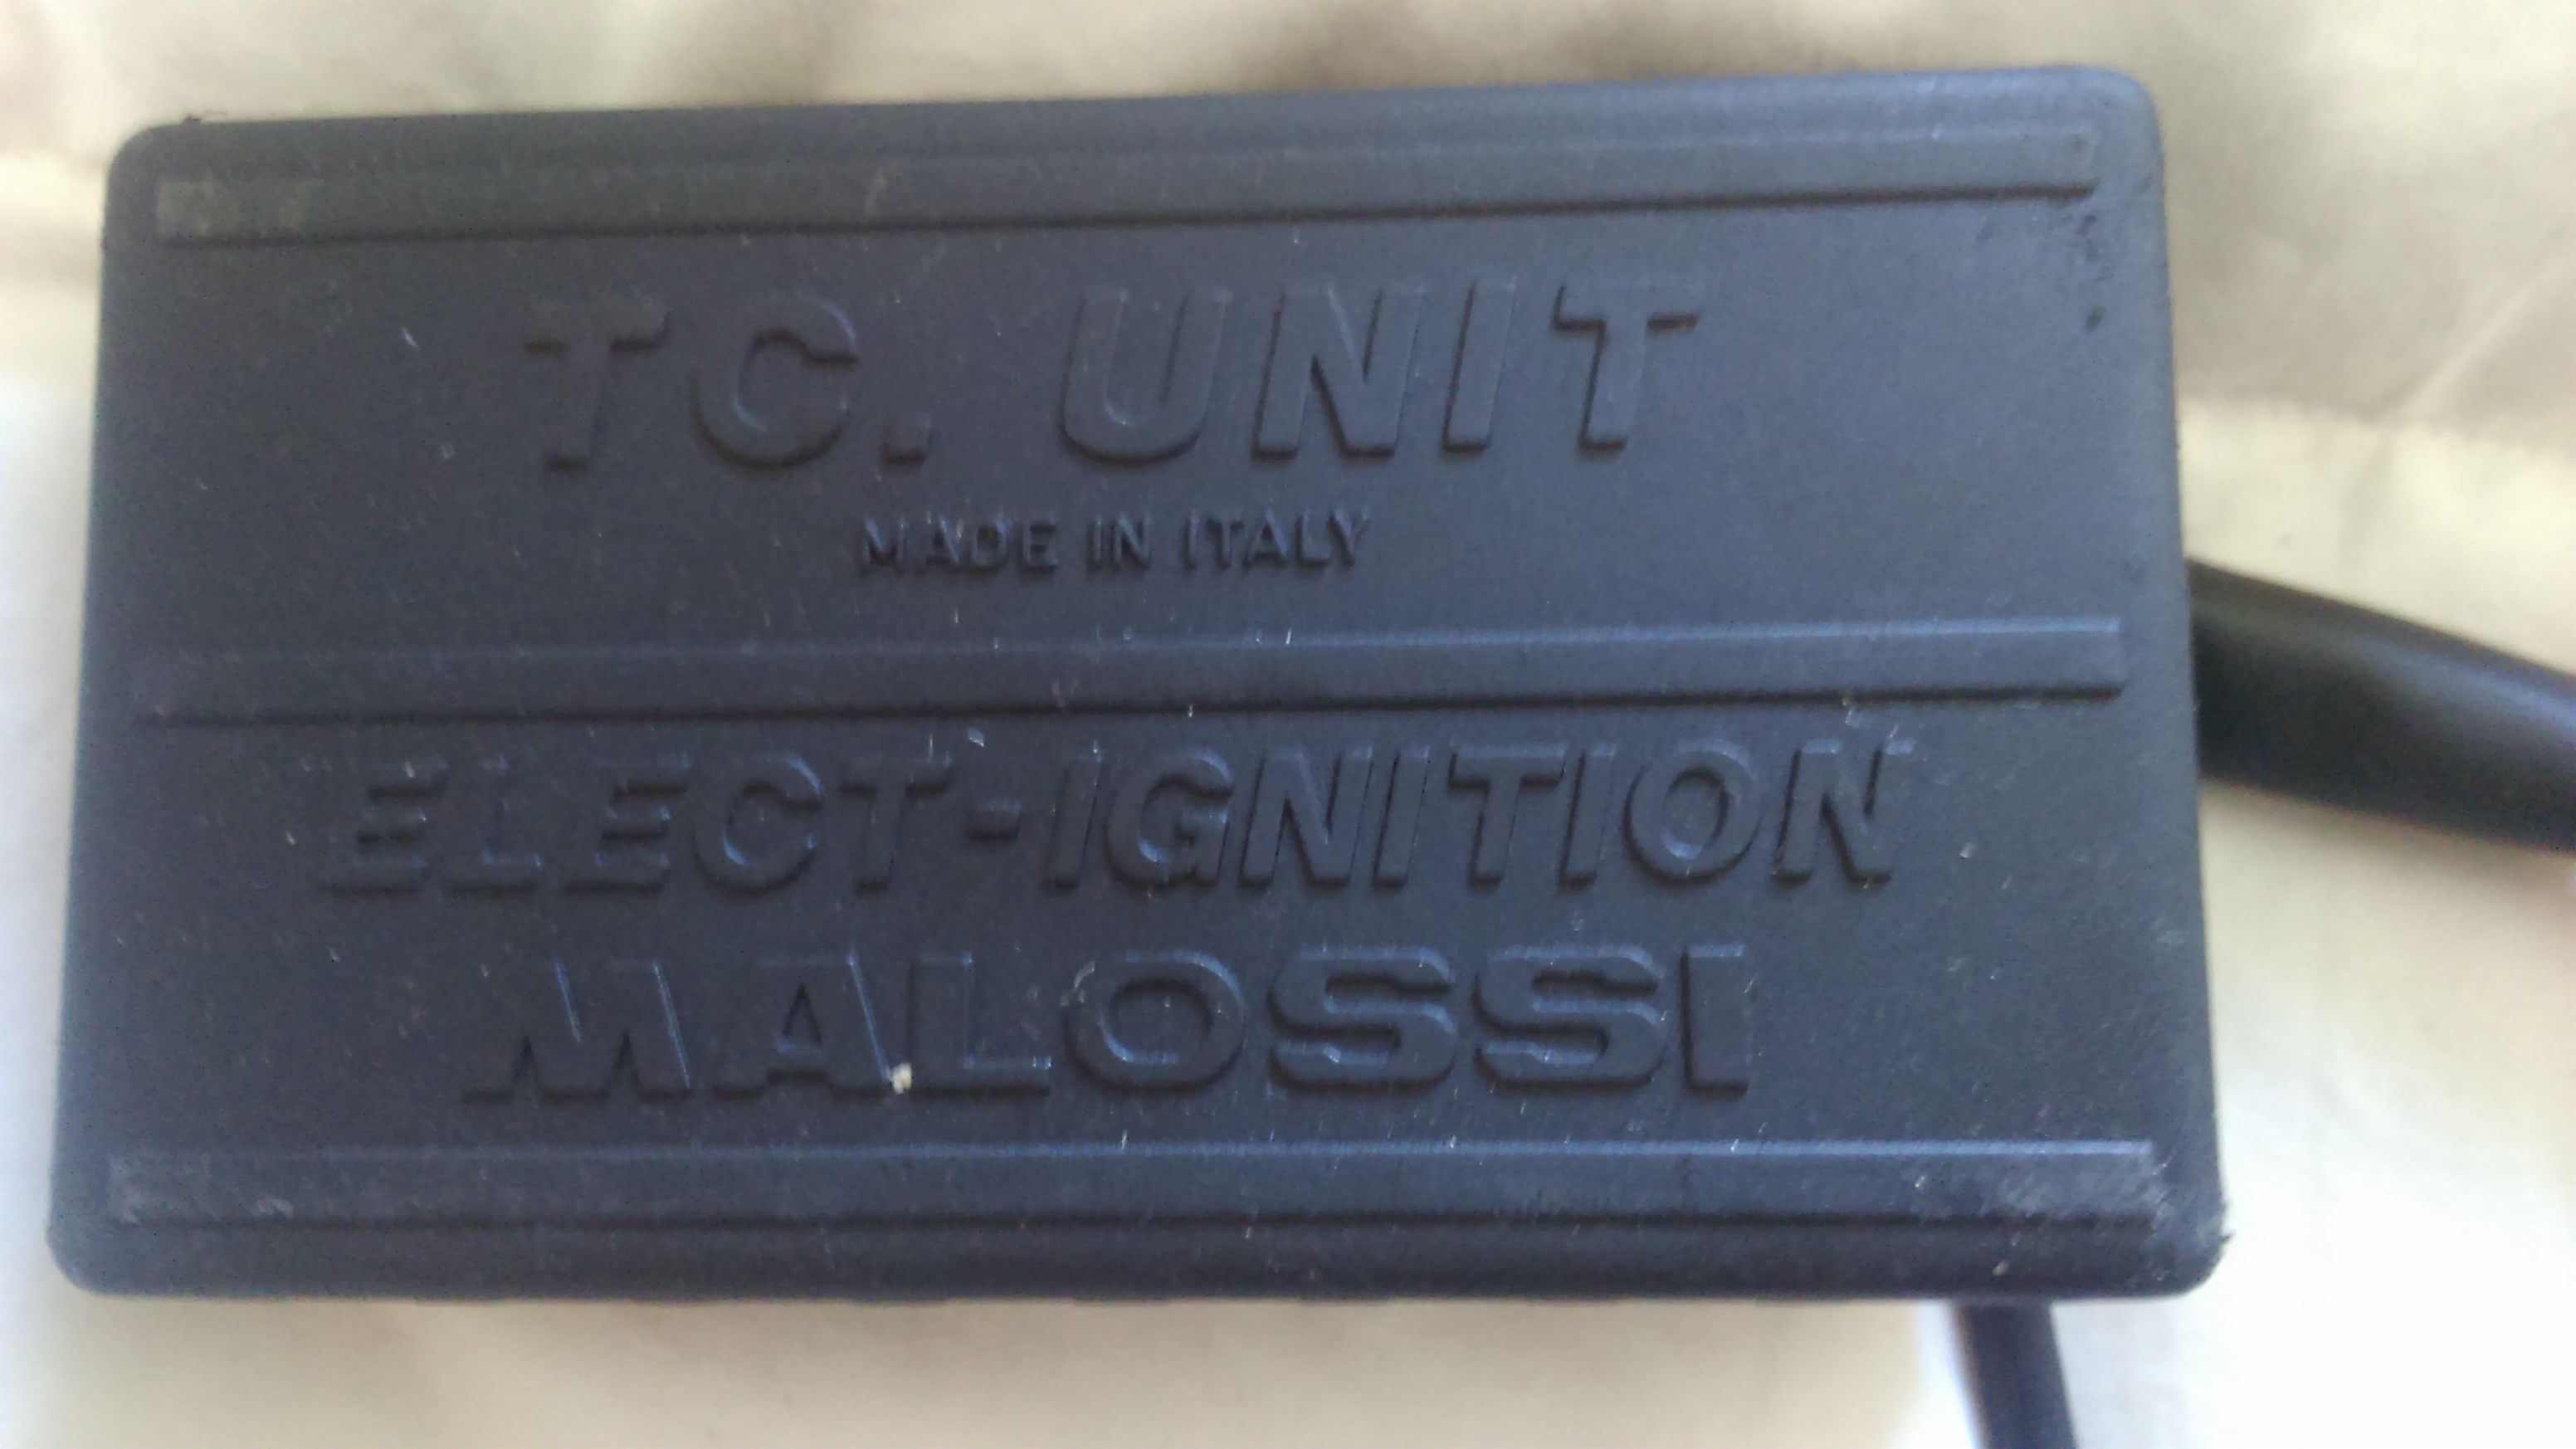 TC. UNIT
MADE IN ITALY
ELECT-IGNITION
MALOSSI